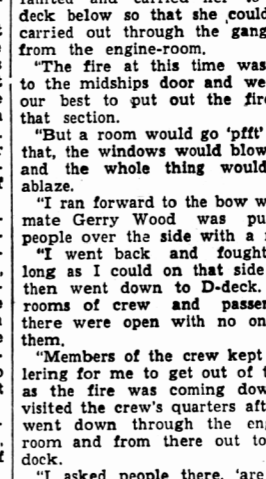 deck below so that she could
carried out through the gang
from the engine-room.
"The fire at this time was
to the midships door and we
our best to put out the fire
that section.
"But a room would go 'pfft'
that, the windows would blow
and the whole thing would
ablaze.
"I ran forward to the bow w
mate Gerry Wood was pu
people over the side with a
"I went back and fought
long as I could on that side
then went down to D-deck.
rooms of crew and passen
there were open with no on
them.
"Members of the crew kept
lering for me to get out of t
as the fire was coming dow
visited the crew's quarters aft
went down through the en
room and from there out to
dock.
"I asked people there, 'are